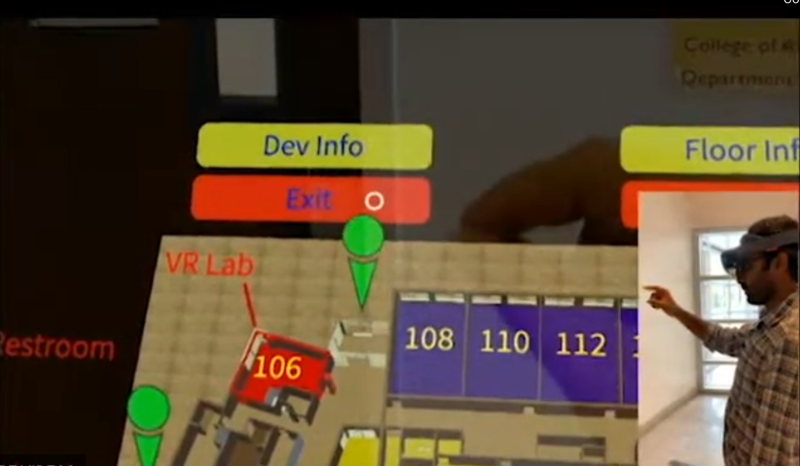 College of
Department
Dev Info
Floor Inf
Exit
VR Lab
Restroom
106
108
110
112